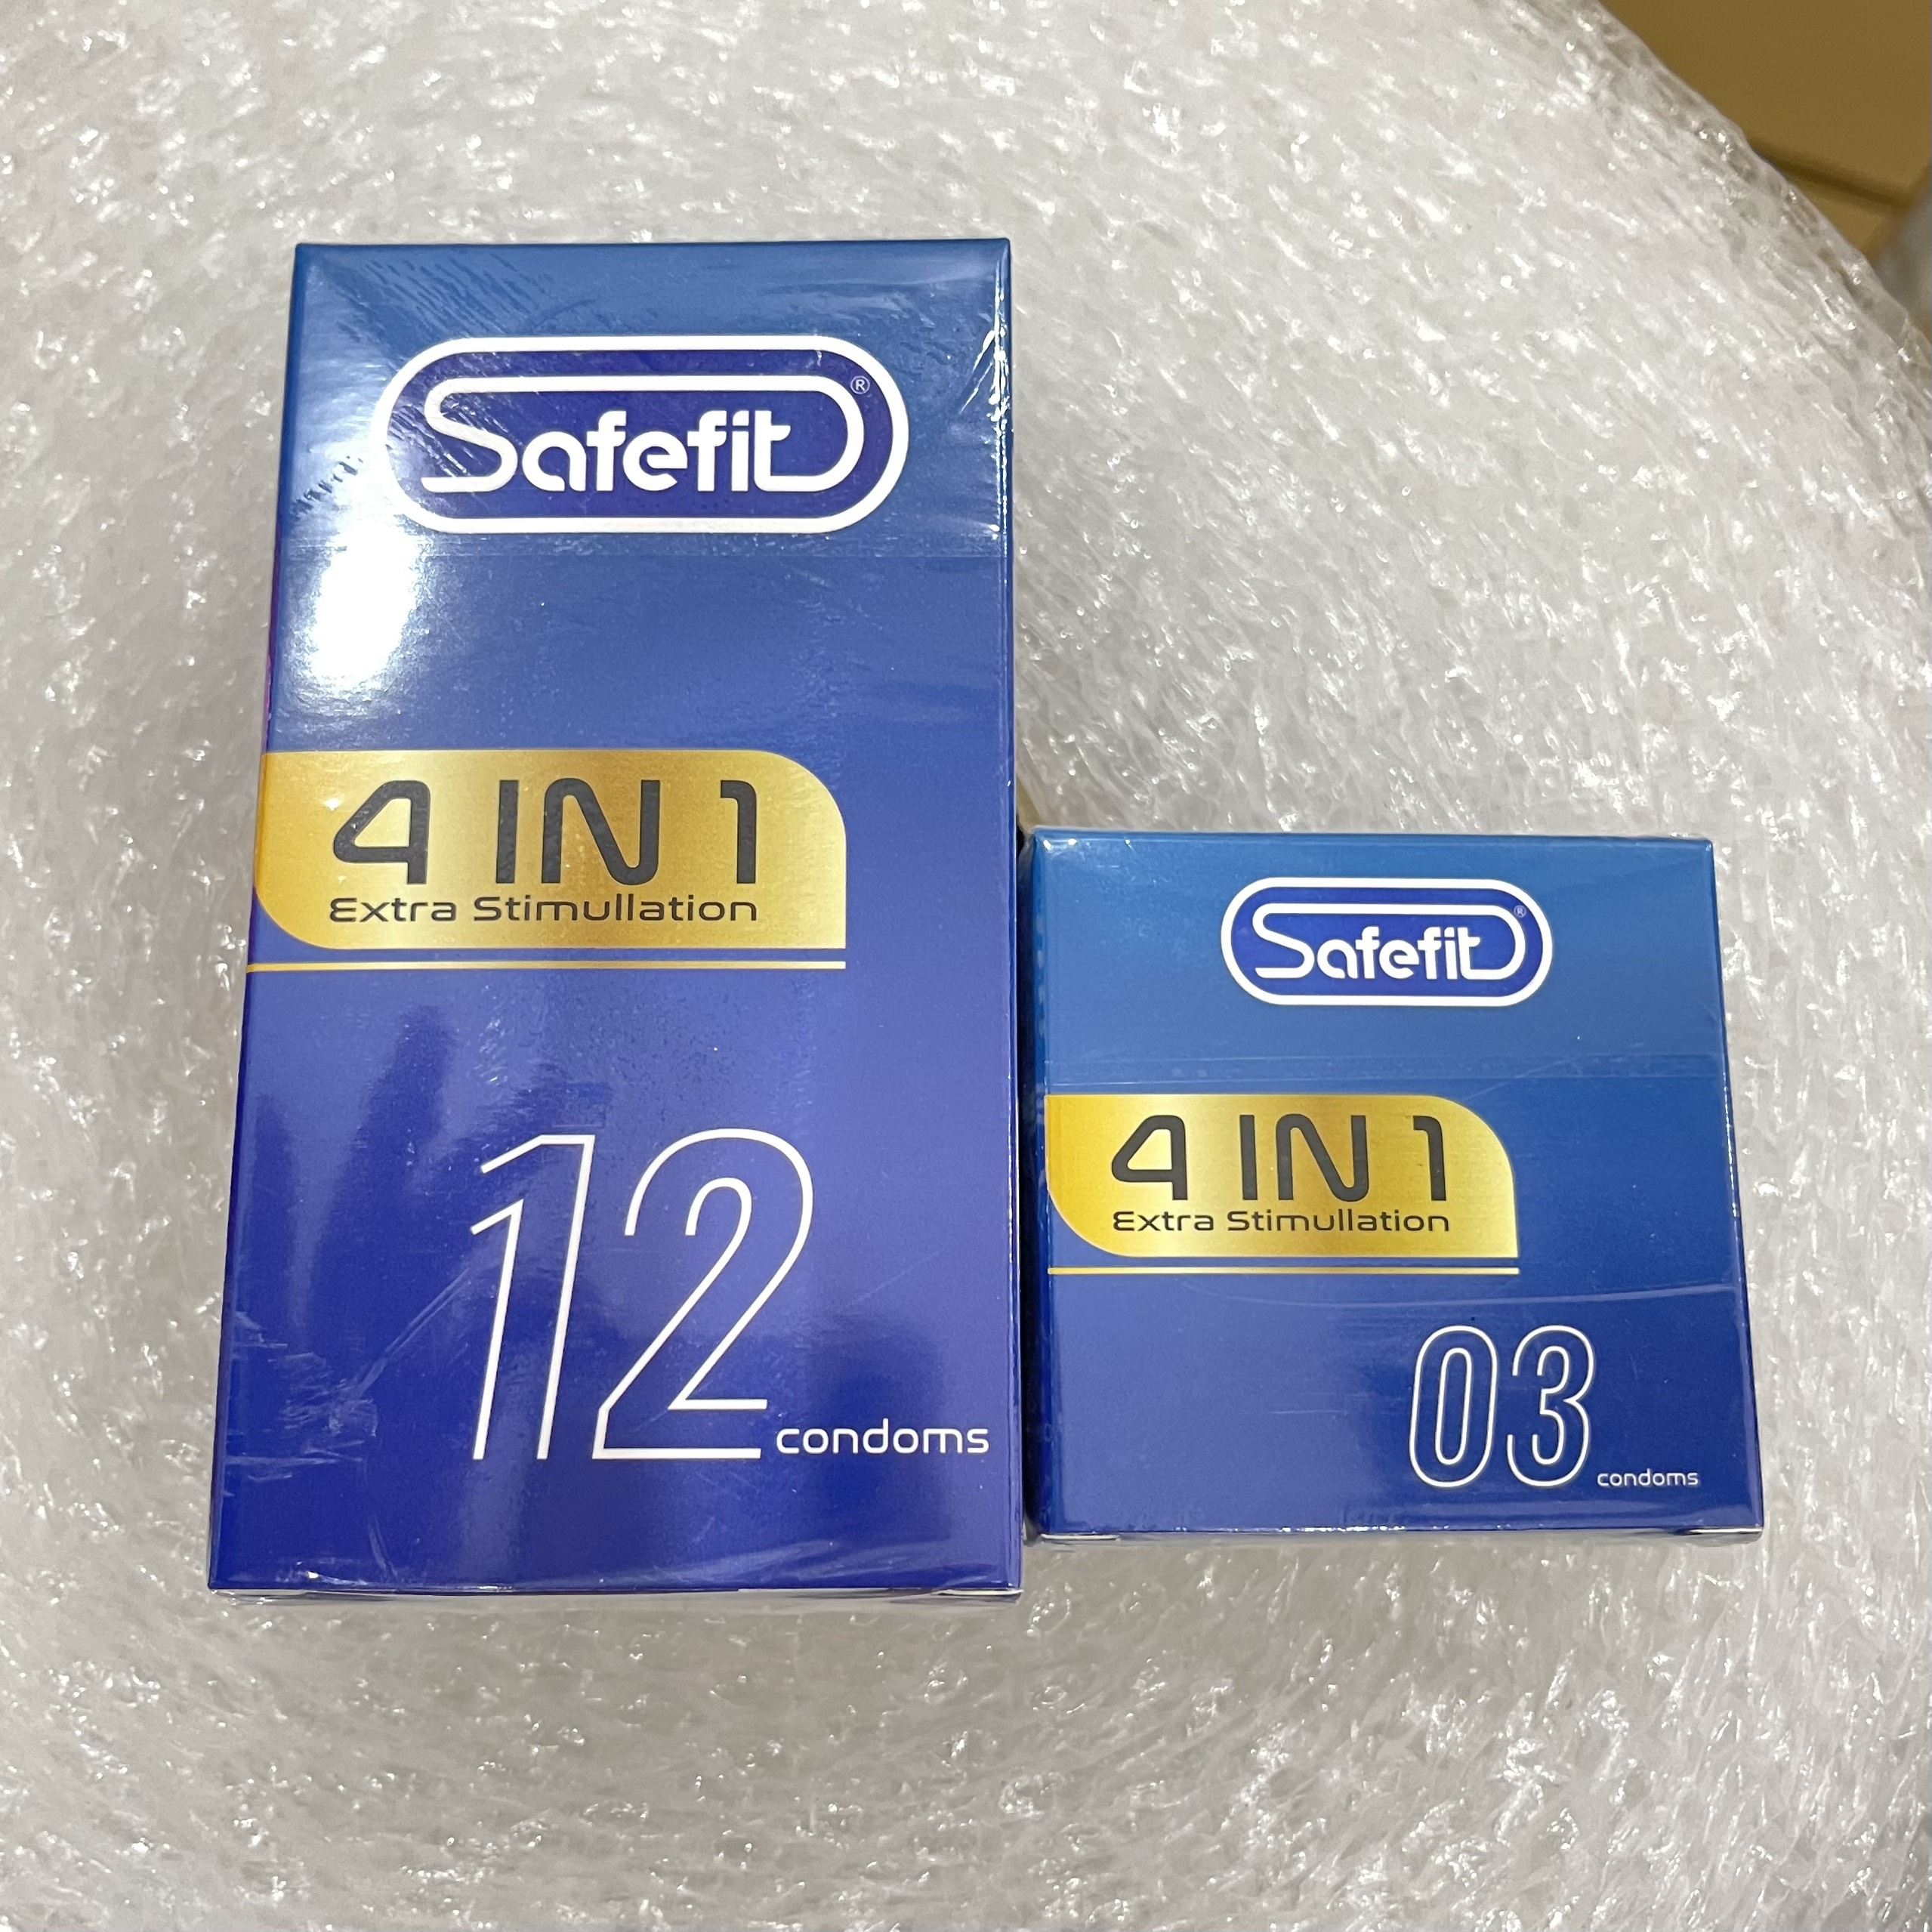 Safefit®
4 IN 1
Extra Stimullation
12 condoms
Safefit®
4 IN 1
Extra Stimullation
03 condoms